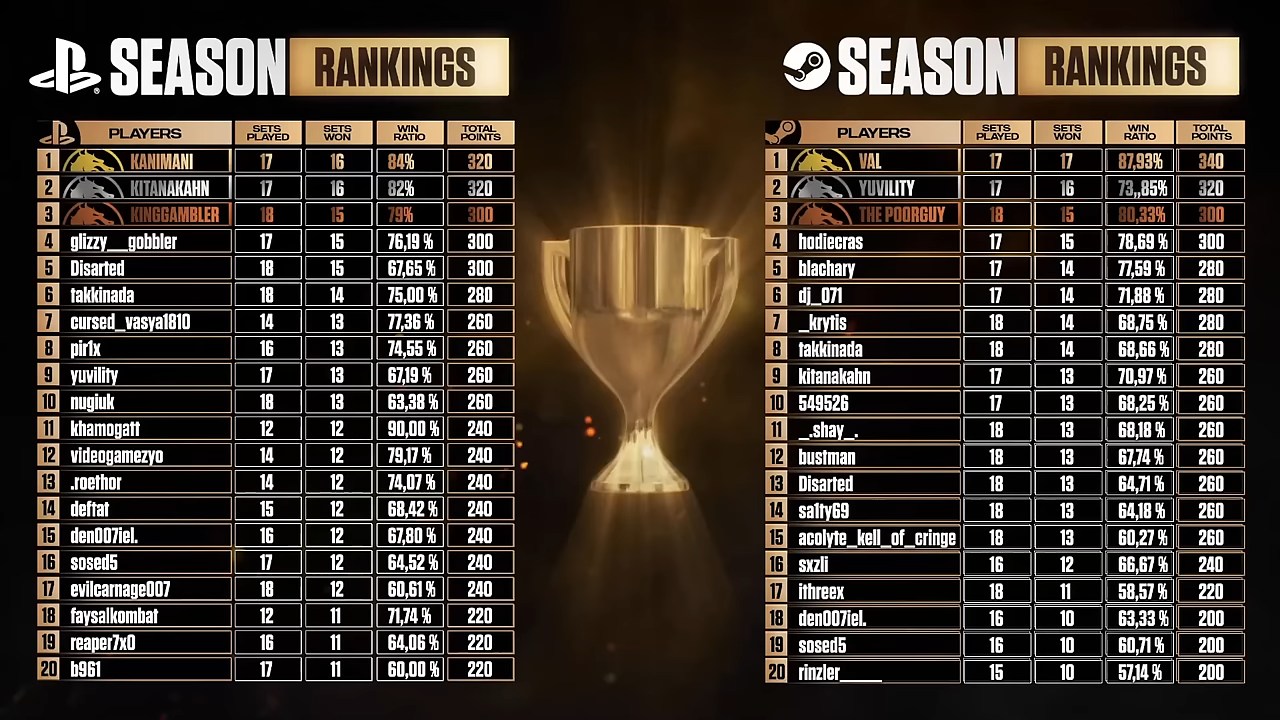 SEASON RANKINGS
PLAYERS SETS PLAYED SETS WON WIN RATIO TOTAL POINTS
1 KANIMANI 17 16 84% 320
2 KITANAKAHN 17 16 82% 320
3 KINGGAMBLER 18 15 79% 300
4 glizzy__gobbler 17 15 76,19 % 300
5 Disarted 18 15 67,65 % 300
6 takkinada 18 14 75,00 % 280
7 cursed_vasya1810 14 13 77,36 % 260
8 pir1x 16 13 74,55 % 260
9 yuvility 17 13 67,19 % 260
10 nugiuk 18 13 63,38 % 260
11 khamogatt 12 12 90,00 % 240
12 videogamezyo 14 12 79,17 % 240
13 .roethor 14 12 74,07 % 240
14 deftat 15 12 68,42 % 240
15 den007iel. 16 12 67,80 % 240
16 sosed5 17 12 64,52 % 240
17 evilcarnage007 18 12 60,61 % 240
18 faysalkombat 12 11 71,74 % 220
19 reaper7x0 16 11 64,06 % 220
20 b961 17 11 60,00 % 220
SEASON RANKINGS
PLAYERS SETS PLAYED SETS WON WIN RATIO TOTAL POINTS
1 VAL 17 17 87,93% 340
2 YUVILITY 17 16 73,,85% 320
3 THE POORGUY 18 15 80,33% 300
4 hodiecras 17 15 78,69 % 300
5 blachary 17 14 77,59 % 280
6 dj_071 17 14 71,88 % 280
7 _krytis 18 14 68,75 % 280
8 takkinada 18 14 68,66 % 280
9 kitanakahn 17 13 70,97 % 260
10 549526 17 13 68,25 % 260
11 _.shay_. 18 13 68,18 % 260
12 bustman 18 13 67,74 % 260
13 Disarted 18 13 64,71 % 260
14 sa1ty69 18 13 64,18 % 260
15 acolyte_kell_of_cringe 18 13 60,27 % 260
16 sxzli 16 12 66,67 % 240
17 ithreex 18 11 58,57 % 220
18 den007iel. 16 10 63,33 % 200
19 sosed5 16 10 60,71 % 200
20 rinzler_____ 15 10 57,14 % 200